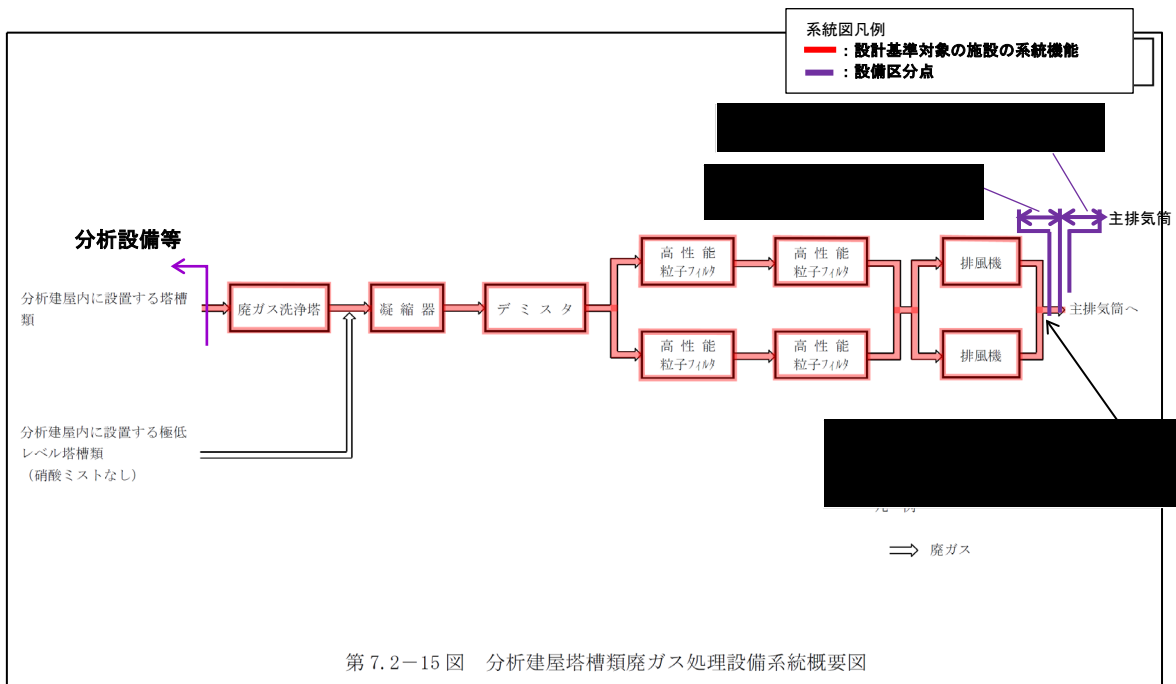 系統図凡例
：設計基準対象の施設の系統機能
：設備区分点
主排気筒
分析設備等
分析建屋内に設置する塔槽
類
廃ガス洗浄塔
凝縮器
デミスタ
高性能
粒子フィルタ
高性能
粒子フィルタ
排風機
主排気筒へ
高性能
粒子フィルタ
高性能
粒子フィルタ
排風機
分析建屋内に設置する極低
レベル塔槽類
（硝酸ミストなし）
廃ガス
第7.2－15図　分析建屋塔槽類廃ガス処理設備系統概要図